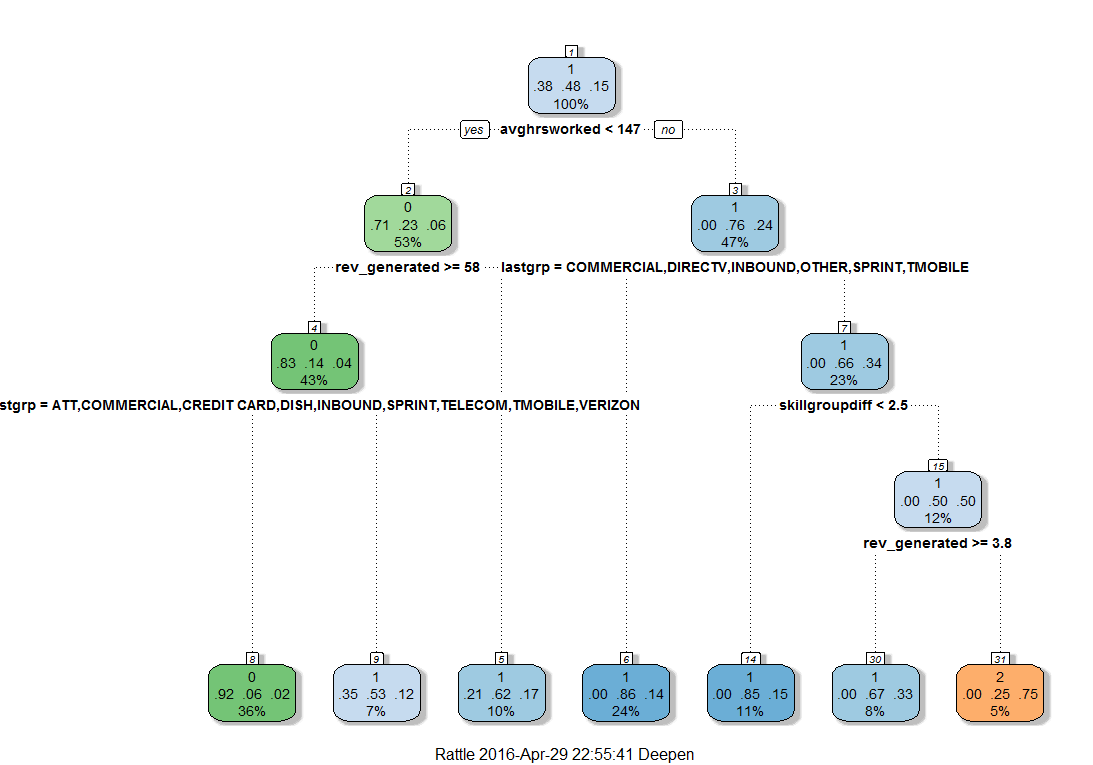 1
1
.38 .48 .15
100%
yes avghrsworked < 147 no
2
0
.71 .23 .06
53%
3
1
.00 .76 .24
47%
rev_generated >= 58
lastgrp = COMMERCIAL,DIRECTV,INBOUND,OTHER,SPRINT,TMOBILE
4
0
.83 .14 .04
43%
7
1
.00 .66 .34
23%
stgrp = ATT,COMMERCIAL,CREDIT CARD,DISH,INBOUND,SPRINT,TELECOM,TMOBILE,VERIZON
skillgroupdiff < 2.5
15
1
.00 .50 .50
12%
rev_generated >= 3.8
8
0
.92 .06 .02
36%
9
1
.35 .53 .12
7%
5
1
.21 .62 .17
10%
6
1
.00 .86 .14
24%
14
1
.00 .85 .15
11%
30
1
.00 .67 .33
8%
31
2
.00 .25 .75
5%
Rattle 2016-Apr-29 22:55:41 Deepen